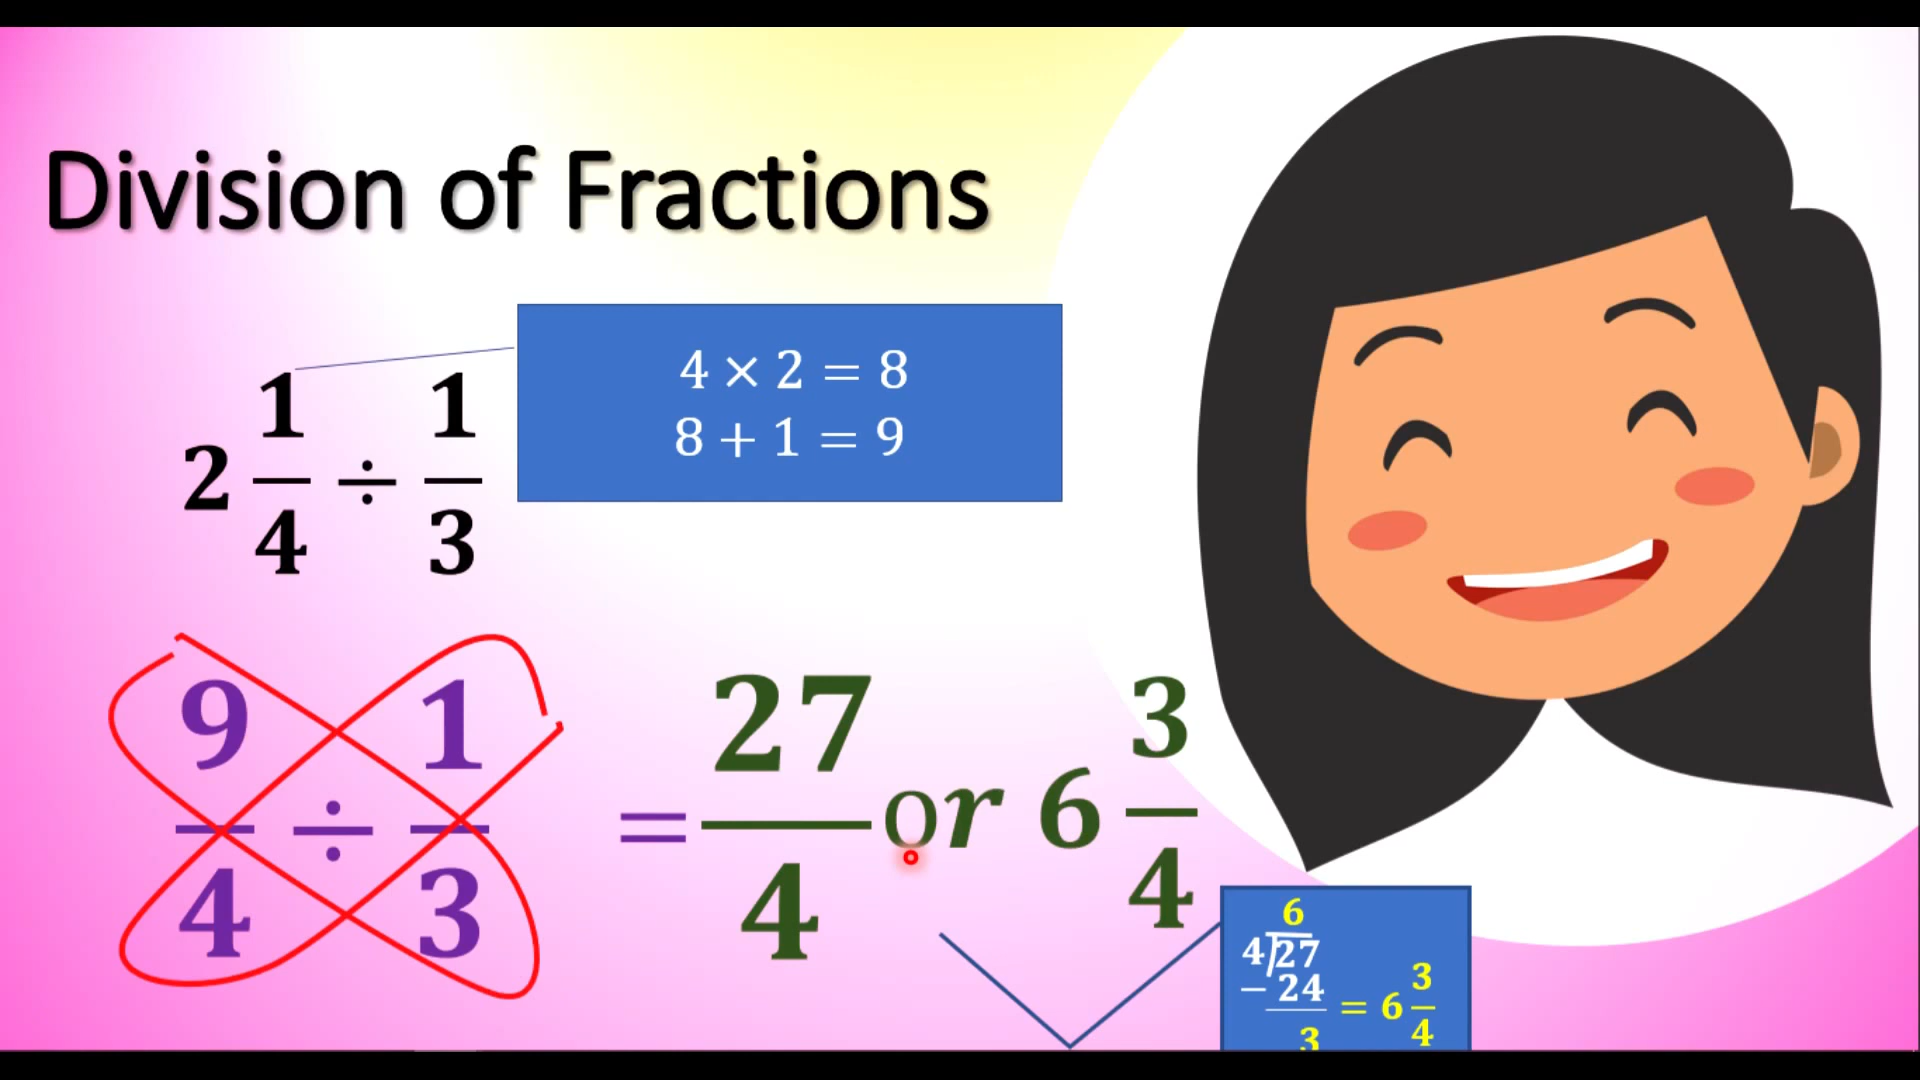 Division of Fractions
2 1/4 ÷ 1/3
4 × 2 = 8
8 + 1 = 9
9/4 ÷ 1/3 = 27/4 or 6 3/4
6
4)27
− 24
3 = 6 3/4